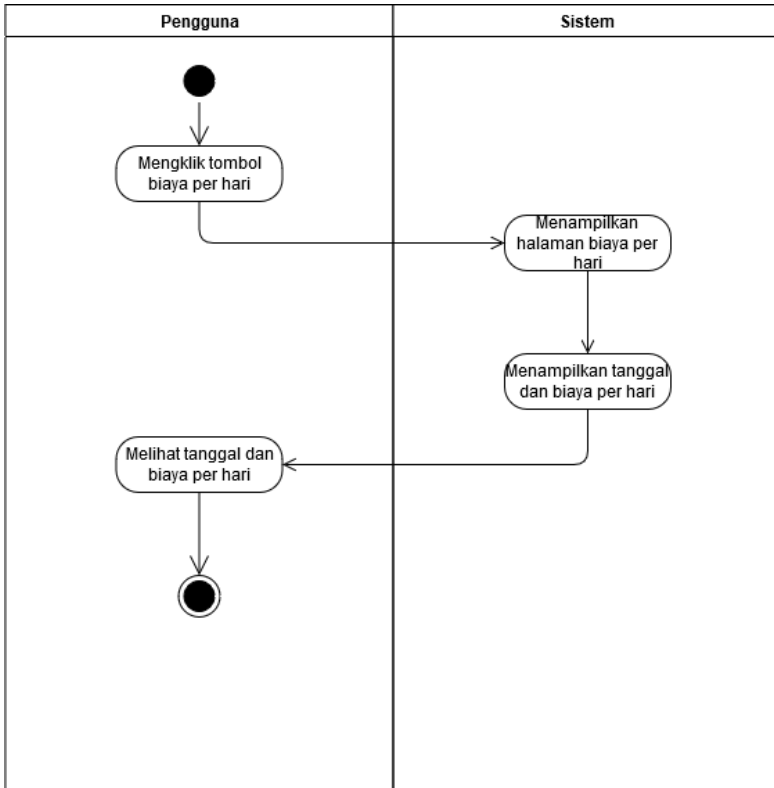 Pengguna
Sistem
Mengklik tombol
biaya per hari
Menampilkan
halaman biaya per
hari
Menampilkan tanggal
dan biaya per hari
Melihat tanggal dan
biaya per hari